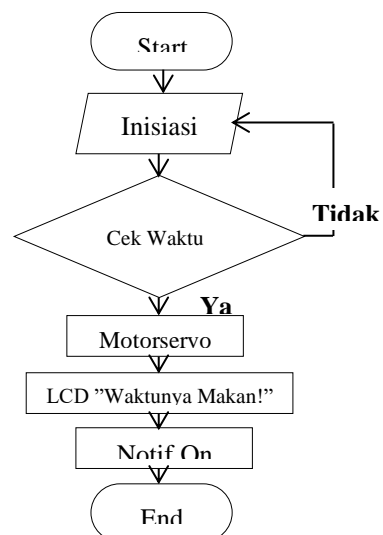 Start
Inisiasi
Tidak
Cek Waktu
Ya
Motorservo
LCD ”Waktunya Makan!”
Notif On
End